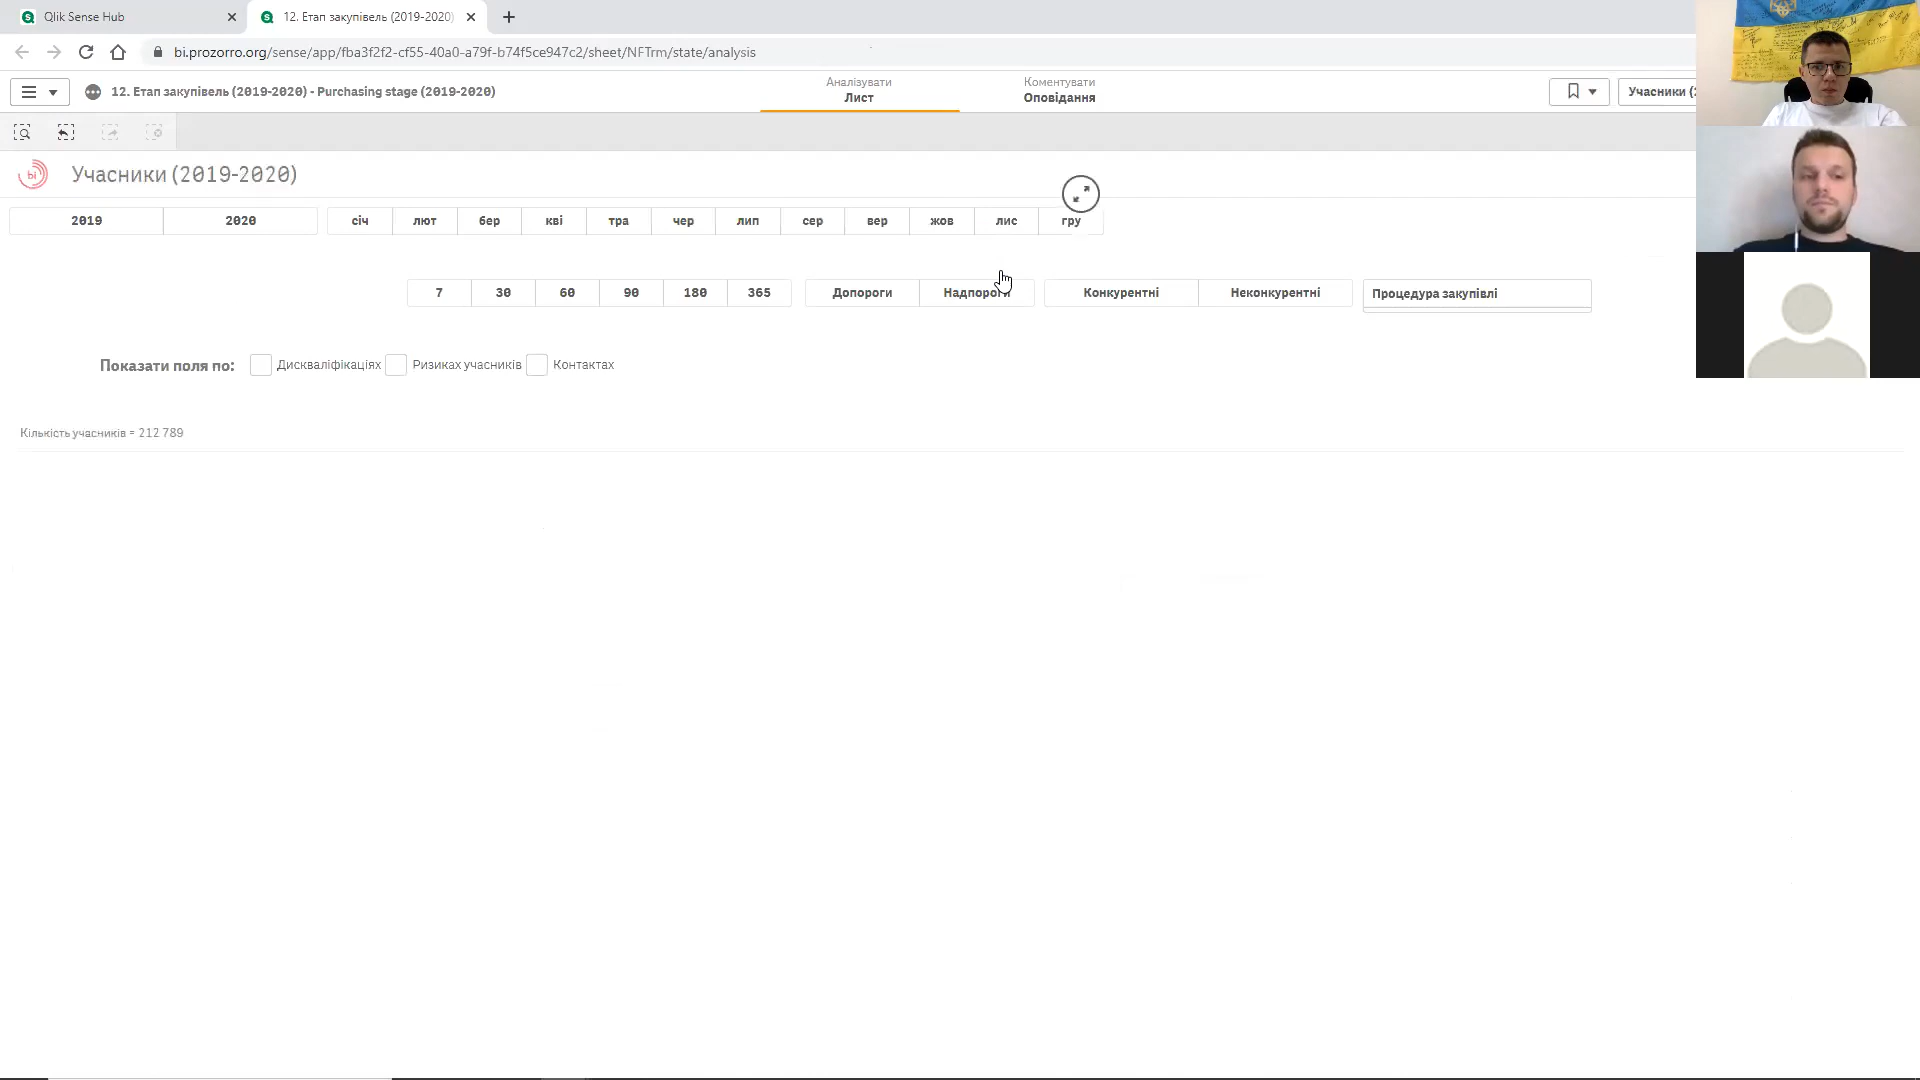 Qlik Sense Hub
12. Етап закупівель (2019-2020)
bi.prozorro.org/sense/app/fba3f2f2-cf55-40a0-a79f-b74f5ce947c2/sheet/NFTrm/state/analysis
12. Етап закупівель (2019-2020) - Purchasing stage (2019-2020)
Аналізувати
Лист
Коментувати
Оповідання
Учасники (2
bi
Учасники (2019-2020)
2019 2020 січ лют бер кві тра чер лип сер вер жов лис гру
7 30 60 90 180 365 Допороги Надпороги Конкурентні Неконкурентні Процедура закупівлі
Показати поля по: Дискваліфікаціях Ризиках учасників Контактах
Кількість учасників = 212 789